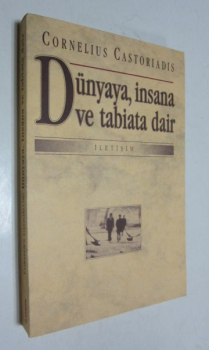 CORNELIUS CASTORIADIS
Dünyaya, insana
ve tabiata dair
İLETİŞİM